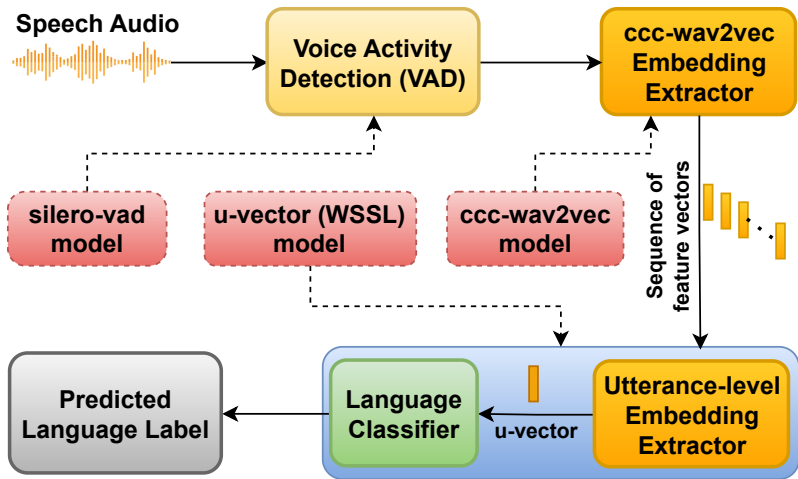 Speech Audio
Voice Activity
Detection (VAD)
ccc-wav2vec
Embedding
Extractor
silero-vad
model
u-vector (WSSL)
model
ccc-wav2vec
model
Sequence of
feature vectors
Predicted
Language Label
Language
Classifier
u-vector
Utterance-level
Embedding
Extractor